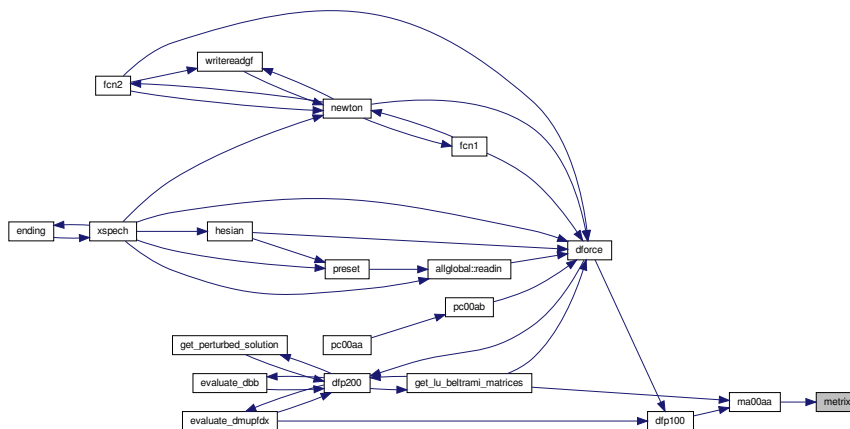 writereadgf
fcn2
newton
fcn1
ending
xspech
hesian
dforce
preset
allglobal::readin
pc00ab
get_perturbed_solution
pc00aa
evaluate_dbb
dfp200
get_lu_beltrami_matrices
ma00aa
metrix
evaluate_dmupfdx
dfp100